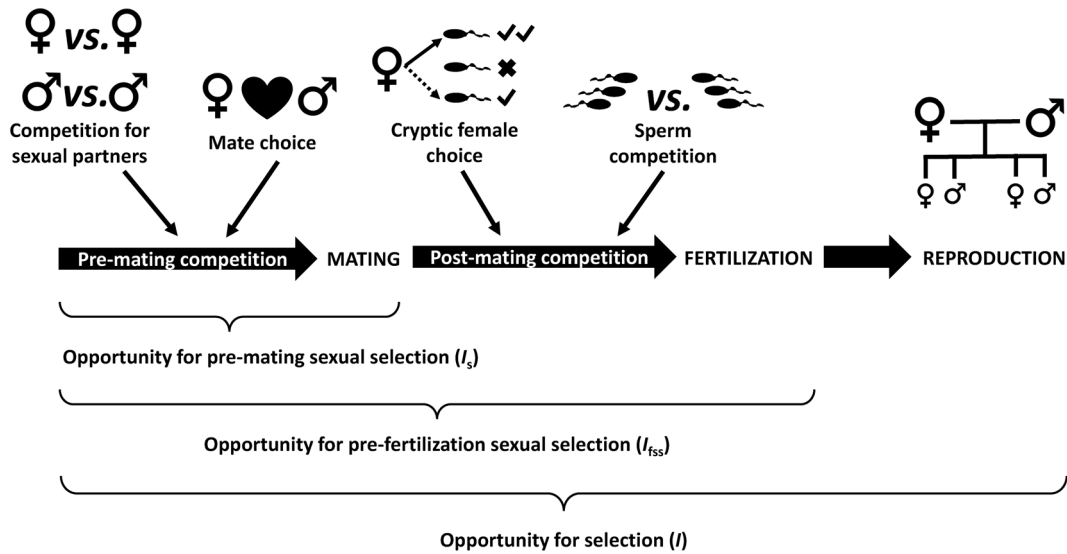 ♀ vs. ♀
♂ vs. ♂
Competition for
sexual partners
Mate choice
Cryptic female
choice
vs.
Sperm
competition
Pre-mating competition
MATING
Post-mating competition
FERTILIZATION
REPRODUCTION
Opportunity for pre-mating sexual selection (Is)
Opportunity for pre-fertilization sexual selection (Ifss)
Opportunity for selection (I)